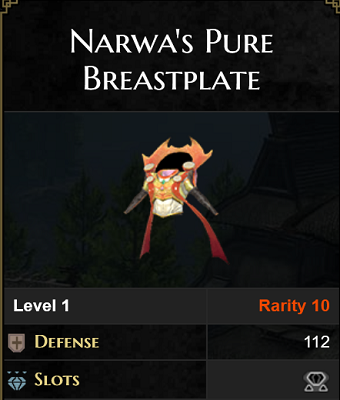 Narwa's Pure
Breastplate
Level 1 Rarity 10
Defense 112
Slots